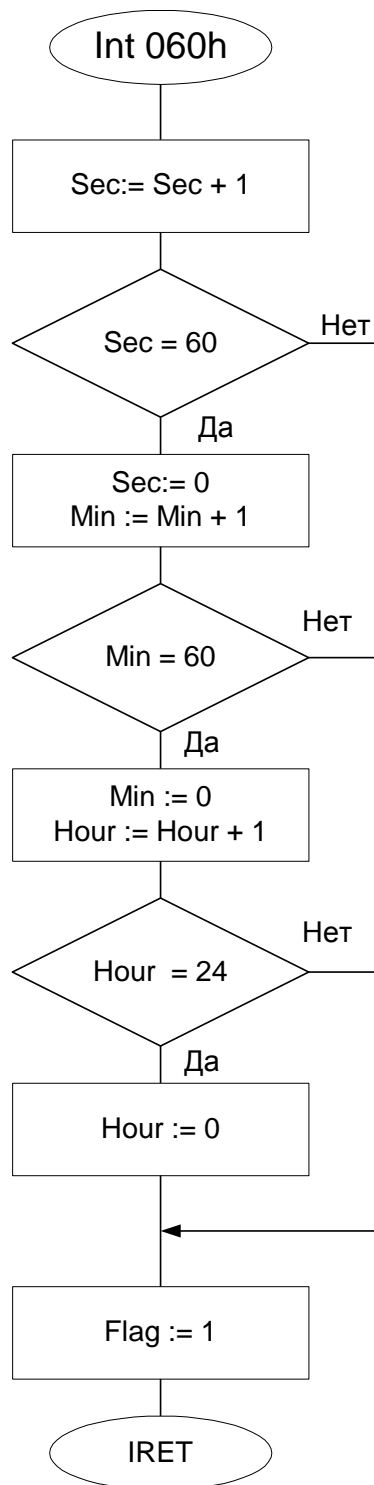 Int 060h
Sec:= Sec + 1
Sec = 60
Нет
Да
Sec:= 0
Min := Min + 1
Нет
Min = 60
Да
Min := 0
Hour := Hour + 1
Нет
Hour = 24
Да
Hour := 0
Flag := 1
IRET